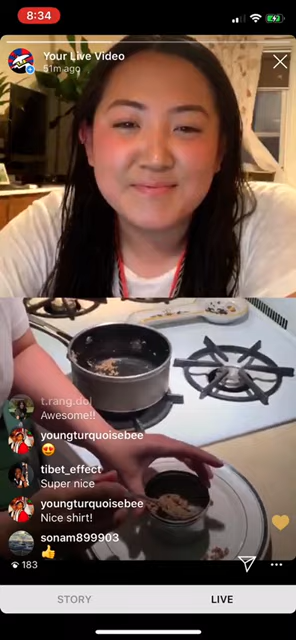 8:34
Your Live Video
51m ago
t.rang.dol
Awesome!!
youngturquoisebee
😍
tibet_effect
Super nice
youngturquoisebee
Nice shirt!
sonam899903
👍
183
STORY
LIVE